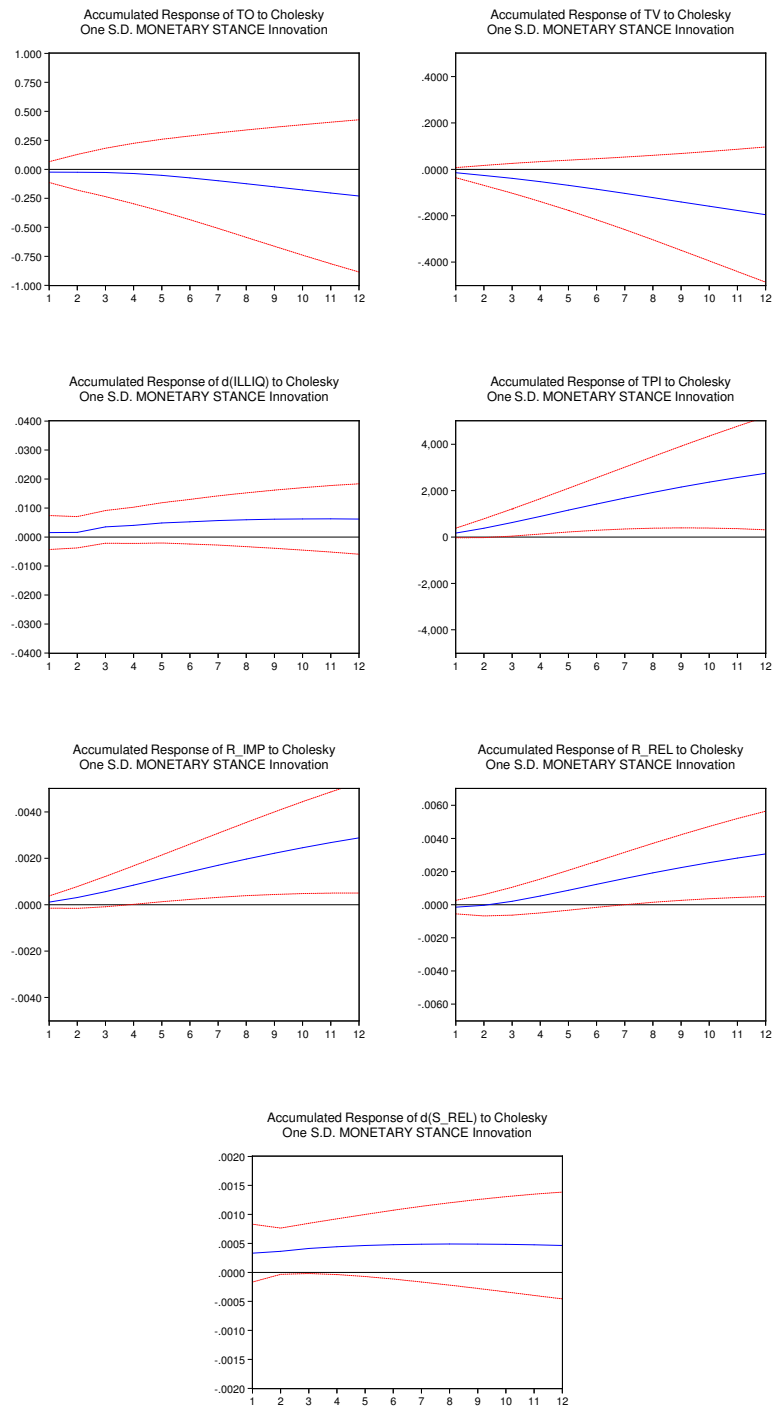 Accumulated Response of TO to Cholesky
One S.D. MONETARY STANCE Innovation
1.000
0.750
0.500
0.250
0.000
-0.250
-0.500
-0.750
-1.000
1 2 3 4 5 6 7 8 9 10 11 12
Accumulated Response of TV to Cholesky
One S.D. MONETARY STANCE Innovation
.4000
.2000
.0000
-.2000
-.4000
1 2 3 4 5 6 7 8 9 10 11 12
Accumulated Response of d(ILLIQ) to Cholesky
One S.D. MONETARY STANCE Innovation
.0400
.0300
.0200
.0100
.0000
-.0100
-.0200
-.0300
-.0400
1 2 3 4 5 6 7 8 9 10 11 12
Accumulated Response of TPI to Cholesky
One S.D. MONETARY STANCE Innovation
4,000
2,000
0
-2,000
-4,000
1 2 3 4 5 6 7 8 9 10 11 12
Accumulated Response of R_IMP to Cholesky
One S.D. MONETARY STANCE Innovation
.0040
.0020
.0000
-.0020
-.0040
1 2 3 4 5 6 7 8 9 10 11 12
Accumulated Response of R_REL to Cholesky
One S.D. MONETARY STANCE Innovation
.0060
.0040
.0020
.0000
-.0020
-.0040
-.0060
1 2 3 4 5 6 7 8 9 10 11 12
Accumulated Response of d(S_REL) to Cholesky
One S.D. MONETARY STANCE Innovation
.0020
.0015
.0010
.0005
.0000
-.0005
-.0010
-.0015
-.0020
1 2 3 4 5 6 7 8 9 10 11 12